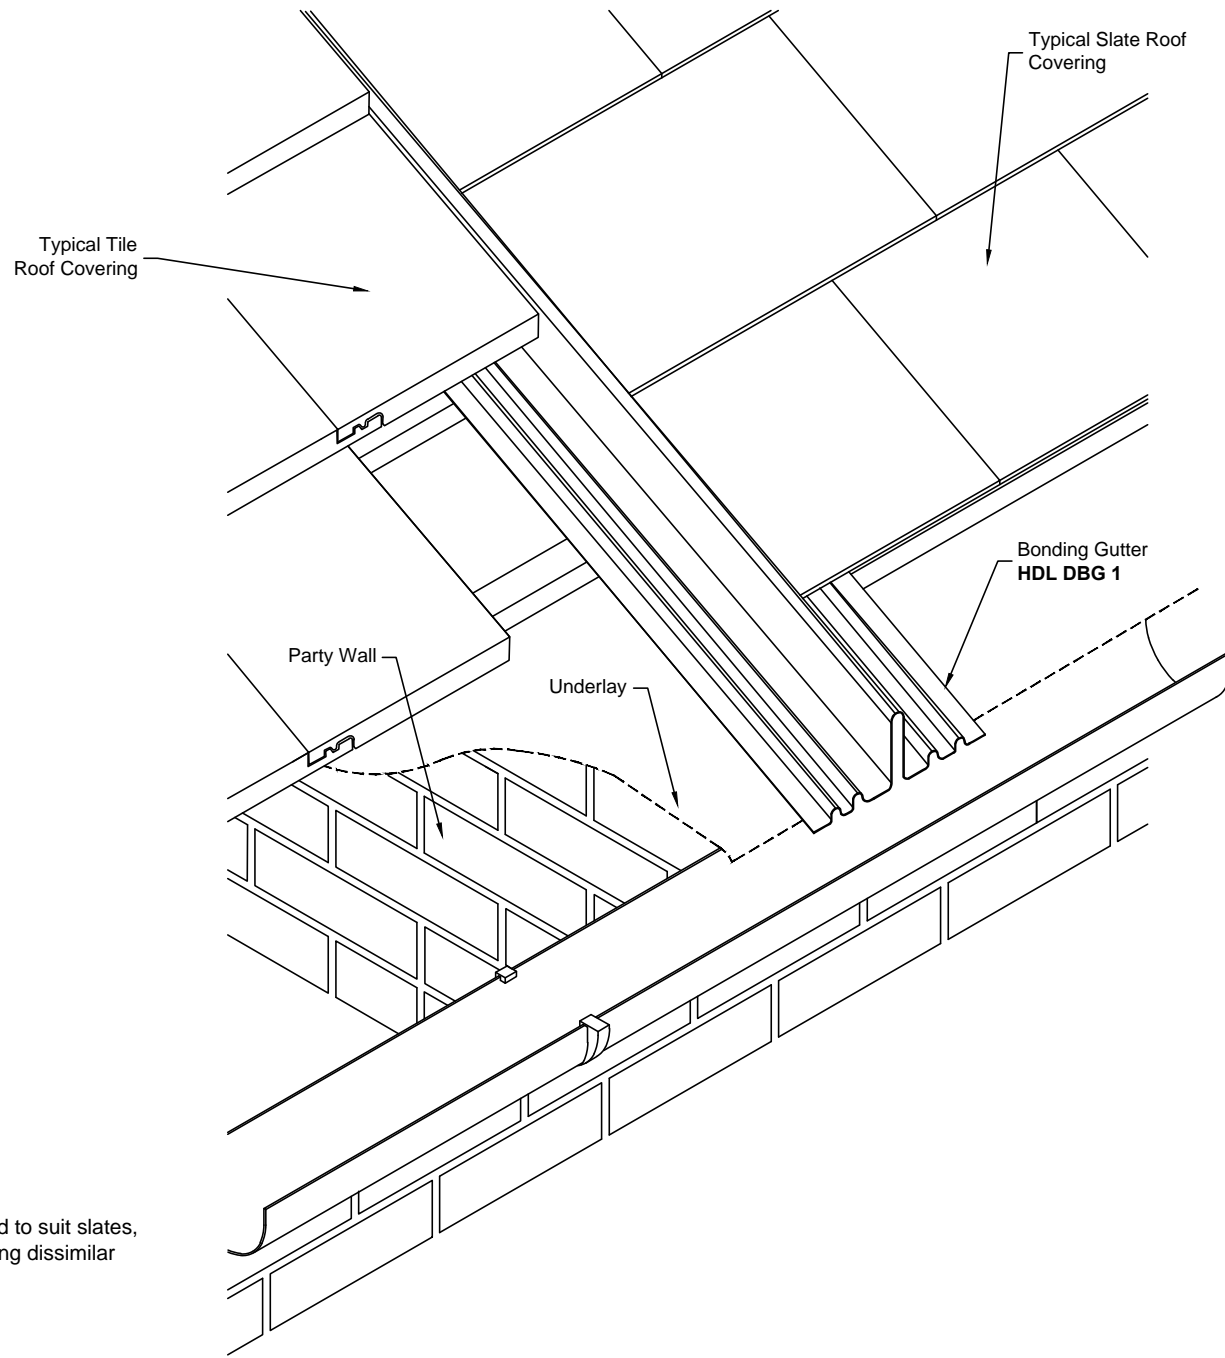 Typical Slate Roof
Covering
Typical Tile
Roof Covering
Bonding Gutter
HDL DBG 1
Party Wall
Underlay
to suit slates,
dissimilar